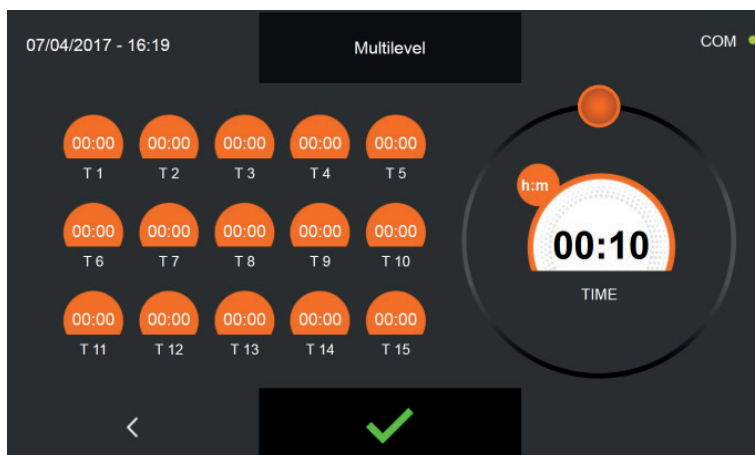 07/04/2017 - 16:19
Multilevel
COM
00:00 00:00 00:00 00:00 00:00
T 1 T 2 T 3 T 4 T 5
00:00 00:00 00:00 00:00 00:00
T 6 T 7 T 8 T 9 T 10
00:00 00:00 00:00 00:00 00:00
T 11 T 12 T 13 T 14 T 15
h:m
00:10
TIME